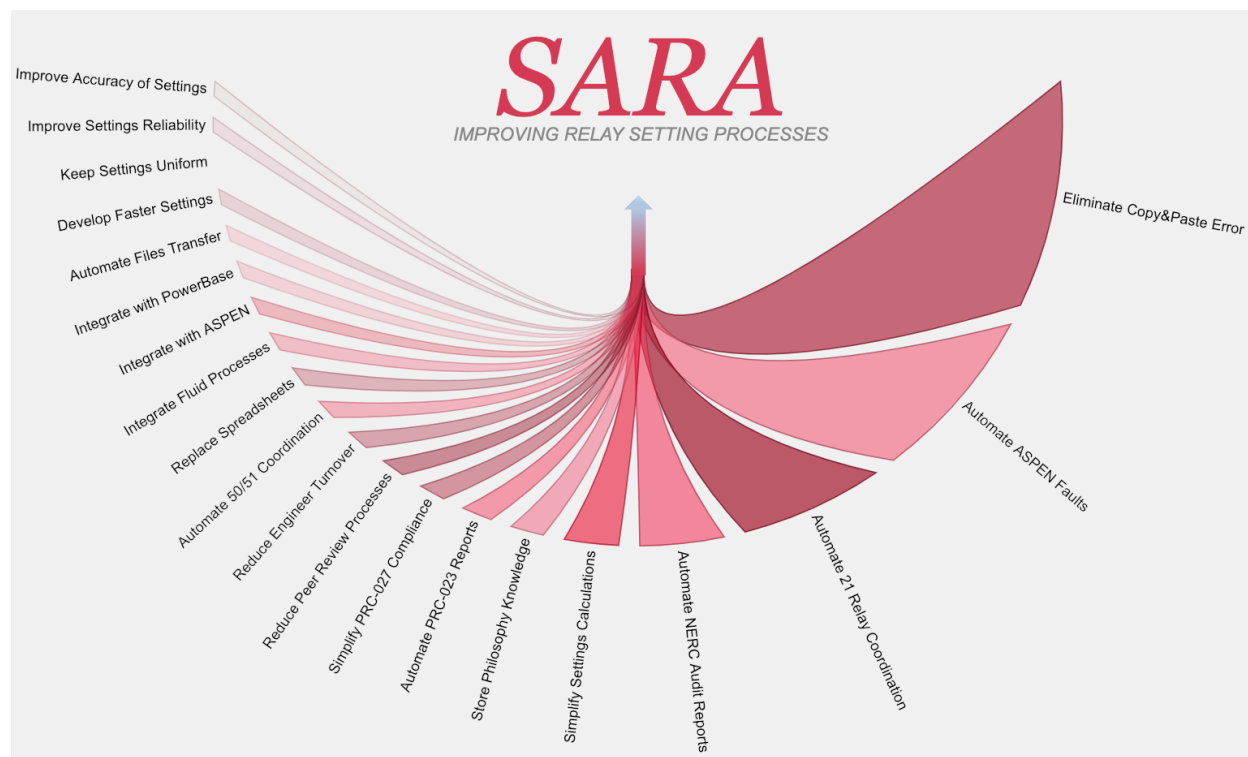 SARA
IMPROVING RELAY SETTING PROCESSES
Improve Accuracy of Settings
Improve Settings Reliability
Keep Settings Uniform
Develop Faster Settings
Automate Files Transfer
Integrate with PowerBase
Integrate with ASPEN
Integrate Fluid Processes
Replace Spreadsheets
Automate 50/51 Coordination
Reduce Engineer Turnover
Reduce Peer Review Processes
Simplify PRC-027 Compliance
Automate PRC-023 Reports
Store Philosophy Knowledge
Simplify Settings Calculations
Automate NERC Audit Reports
Automate 21 Relay Coordination
Automate ASPEN Faults
Eliminate Copy&Paste Error